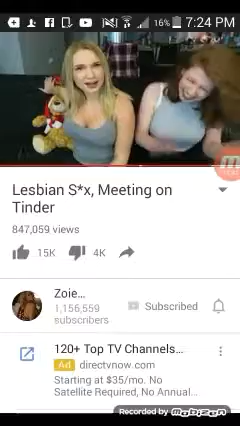 16% 7:24 PM
Lesbian S*x, Meeting on
Tinder
847,059 views
15K
4K
Zoie...
1,156,559
subscribers
Subscribed
120+ Top TV Channels...
Ad directvnow.com
Starting at $35/mo. No
Satellite Required, No Annual...
Recorded by mobizen